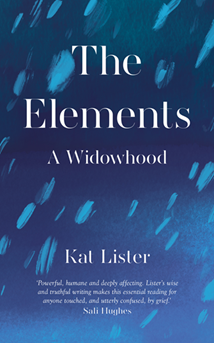 The
Elements
A Widowhood
Kat Lister
'Powerful, humane and deeply affecting. Lister's wise
and truthful writing makes this essential reading for
anyone touched, and utterly confused, by grief.'
Sali Hughes